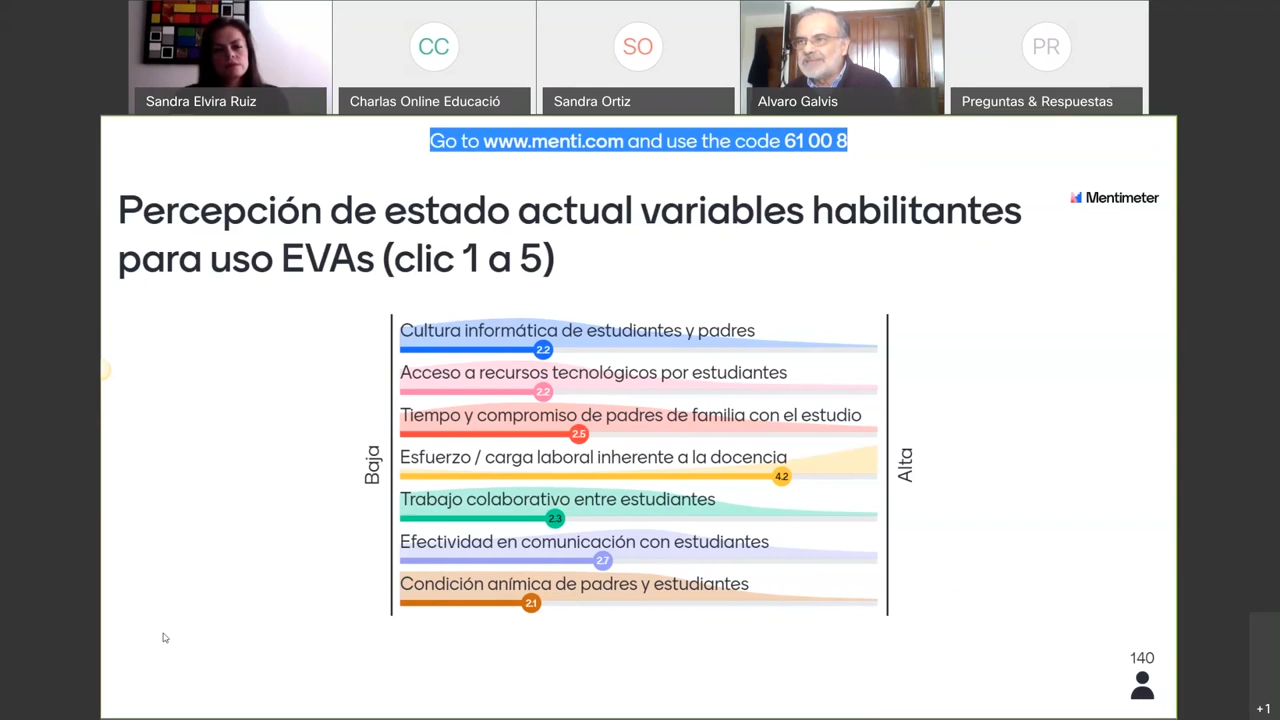 CC
SO
PR
Sandra Elvira Ruiz
Charlas Online Educació
Sandra Ortiz
Alvaro Galvis
Preguntas & Respuestas
Go to www.menti.com and use the code 61 00 8
Mentimeter
Percepción de estado actual variables habilitantes
para uso EVAs (clic 1 a 5)
Baja
Cultura informática de estudiantes y padres
2.2
Acceso a recursos tecnológicos por estudiantes
2.2
Tiempo y compromiso de padres de familia con el estudio
2.5
Esfuerzo / carga laboral inherente a la docencia
4.2
Trabajo colaborativo entre estudiantes
2.3
Efectividad en comunicación con estudiantes
2.7
Condición anímica de padres y estudiantes
2.1
Alta
140
+1